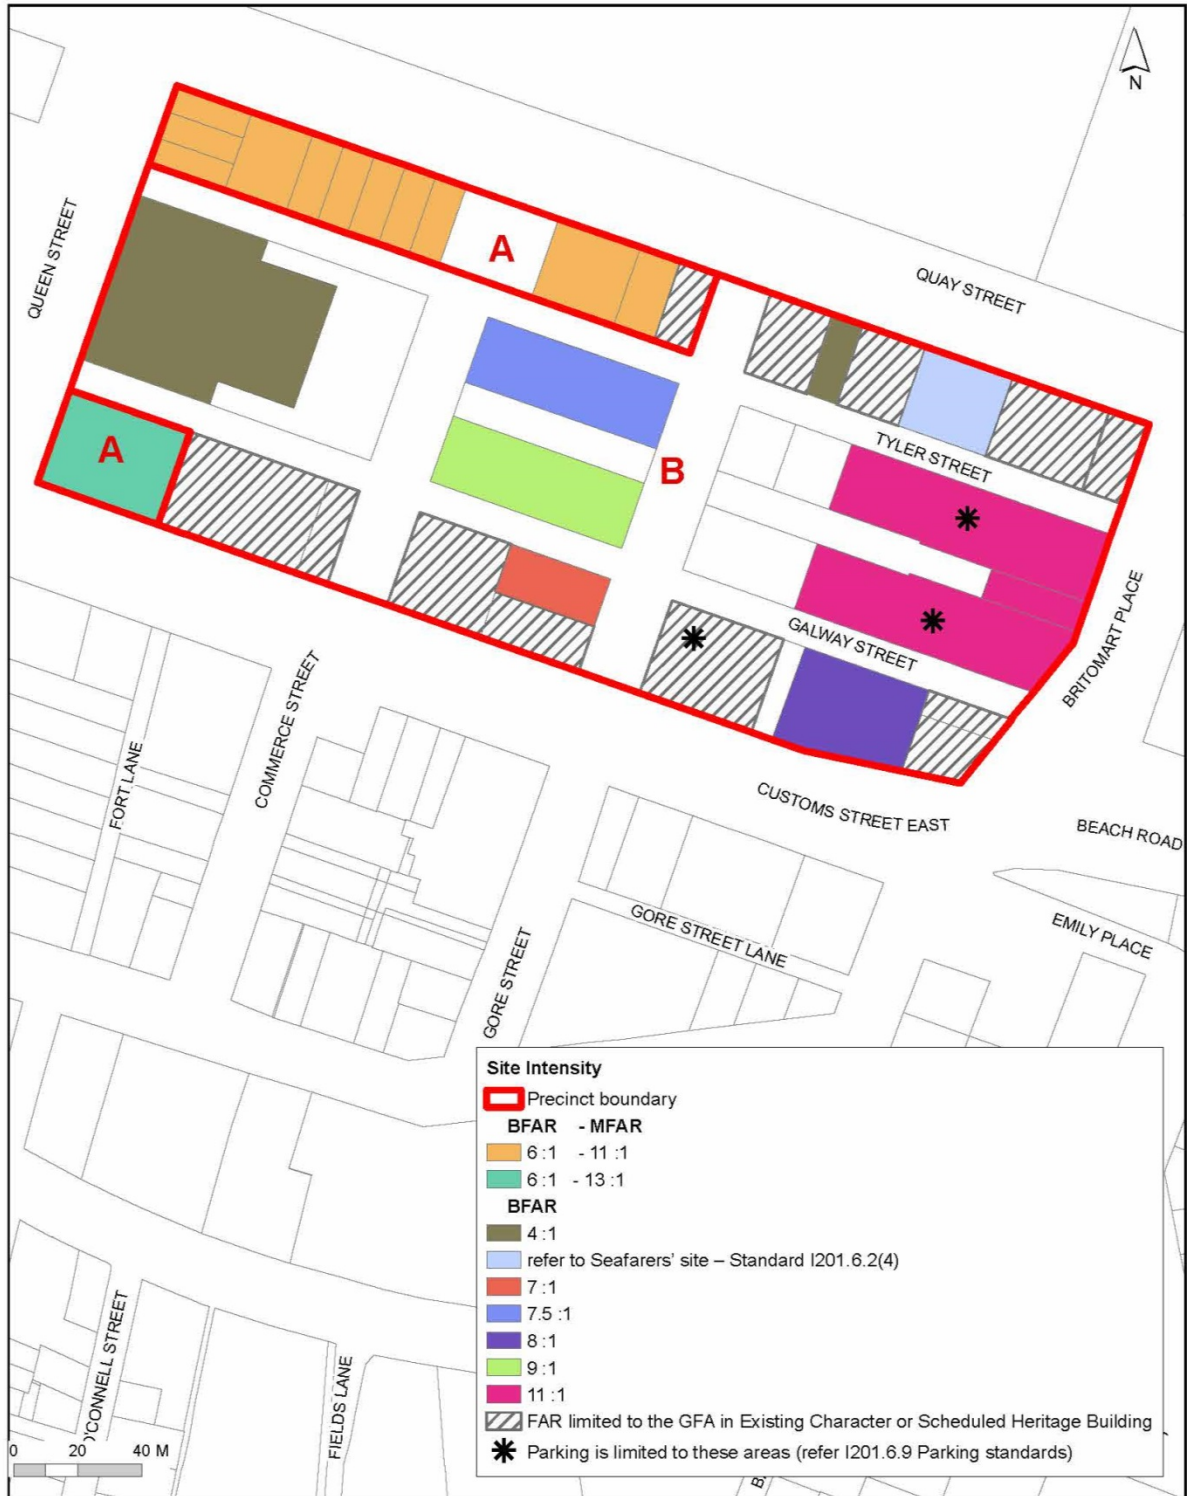 N
QUEEN STREET
A
QUAY STREET
A
TYLER STREET
B
GALWAY STREET
BRITOMART PLACE
COMMERCE STREET
FORT LANE
CUSTOMS STREET EAST
BEACH ROAD
GORE STREET LANE
EMILY PLACE
GORE STREET
Site Intensity
Precinct boundary
BFAR - MFAR
6 :1 - 11 :1
6 :1 - 13 :1
BFAR
4 :1
refer to Seafarers' site – Standard I201.6.2(4)
7 :1
7.5 :1
8 :1
9 :1
11 :1
FAR limited to the GFA in Existing Character or Scheduled Heritage Building
Parking is limited to these areas (refer I201.6.9 Parking standards)
O'CONNELL STREET
FIELDS LANE
0 20 40 M